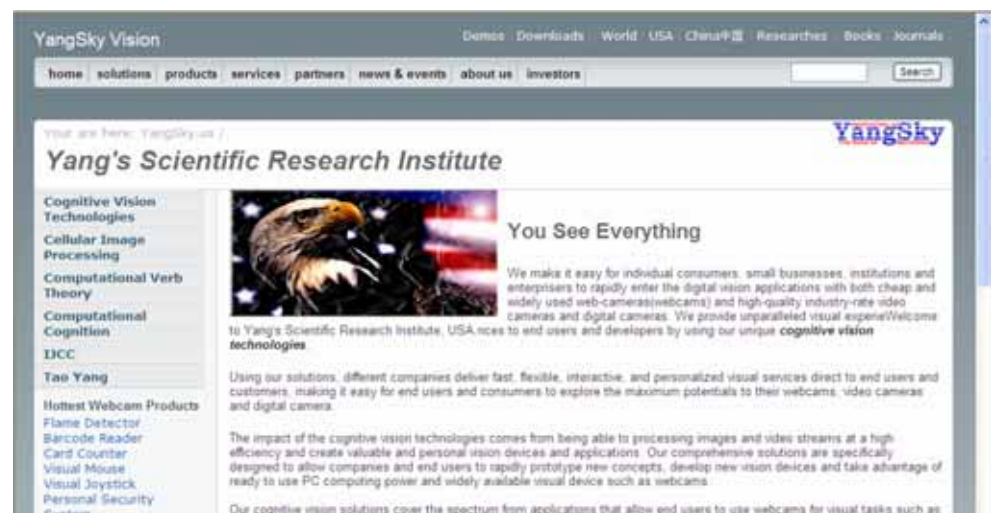 YangSky Vision
Demos Downloads World USA China中国 Researches Books Journals
home solutions products services partners news & events about us investors
Search
Your are here: YangSky.us /
YangSky
Yang's Scientific Research Institute
Cognitive Vision
Technologies
Cellular Image
Processing
Computational Verb
Theory
Computational
Cognition
IJCC
Tao Yang
Hottest Webcam Products
Flame Detector
Barcode Reader
Card Counter
Visual Mouse
Visual Joystick
Personal Security
System
You See Everything
We make it easy for individual consumers, small businesses, institutions and
enterprisers to rapidly enter the digital vision applications with both cheap and
widely used web-cameras(webcams) and high-quality industry-rate video
cameras and digital cameras. We provide unparalleled visual experieWelcome
to Yang's Scientific Research Institute, USA.nces to end users and developers by using our unique cognitive vision
technologies.
Using our solutions, different companies deliver fast, flexible, interactive, and personalized visual services direct to end users and
customers, making it easy for end users and consumers to explore the maximum potentials to their webcams, video cameras
and digital camera.
The impact of the cognitive vision technologies comes from being able to processing images and video streams at a high
efficiency and create valuable and personal vision devices and applications. Our comprehensive solutions are specifically
designed to allow companies and end users to rapidly prototype new concepts, develop new vision devices and take advantage of
ready to use PC computing power and widely available visual device such as webcams.
Our cognitive vision solutions cover the spectrum from applications that allow end users to use webcams for visual tasks such as